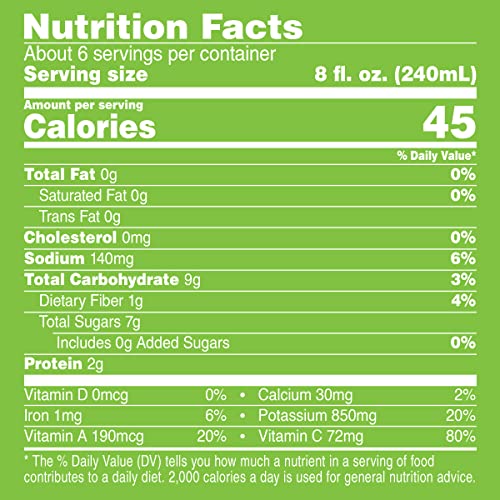 Nutrition Facts
About 6 servings per container
Serving size 8 fl. oz. (240mL)
Amount per serving
Calories 45
% Daily Value*
Total Fat 0g 0%
Saturated Fat 0g 0%
Trans Fat 0g
Cholesterol 0mg 0%
Sodium 140mg 6%
Total Carbohydrate 9g 3%
Dietary Fiber 1g 4%
Total Sugars 7g
Includes 0g Added Sugars 0%
Protein 2g
Vitamin D 0mcg 0% • Calcium 30mg 2%
Iron 1mg 6% • Potassium 850mg 20%
Vitamin A 190mcg 20% • Vitamin C 72mg 80%
* The % Daily Value (DV) tells you how much a nutrient in a serving of food
contributes to a daily diet. 2,000 calories a day is used for general nutrition advice.